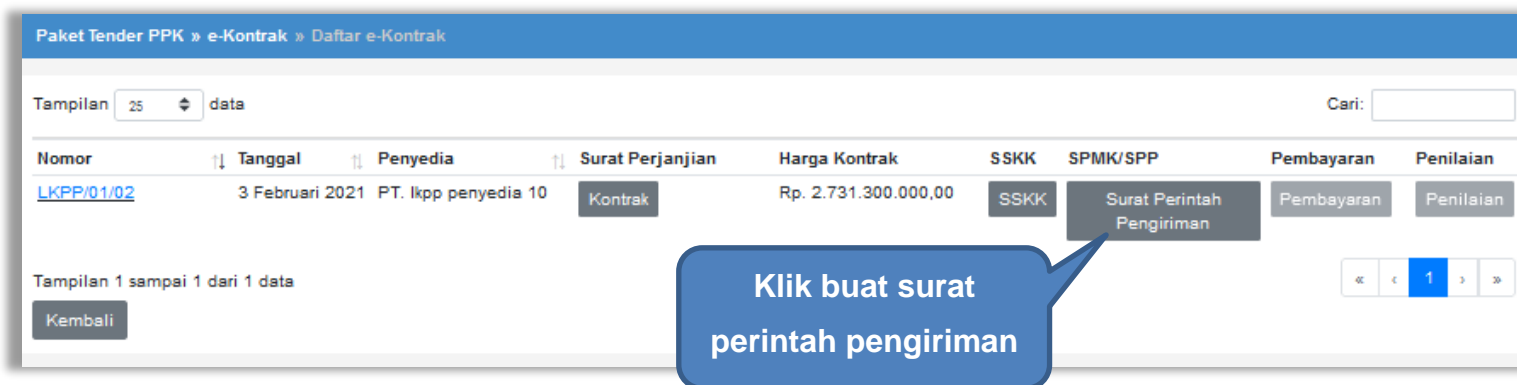 Paket Tender PPK » e-Kontrak » Daftar e-Kontrak
Tampilan 25 data Cari:
Nomor Tanggal Penyedia Surat Perjanjian Harga Kontrak SSKK SPMK/SPP Pembayaran Penilaian
LKPP/01/02 3 Februari 2021 PT. lkpp penyedia 10 Kontrak Rp. 2.731.300.000,00 SSKK Surat Perintah Pembayaran Penilaian
Pengiriman
Tampilan 1 sampai 1 dari 1 data « ‹ 1 › »
Kembali
Klik buat surat
perintah pengiriman